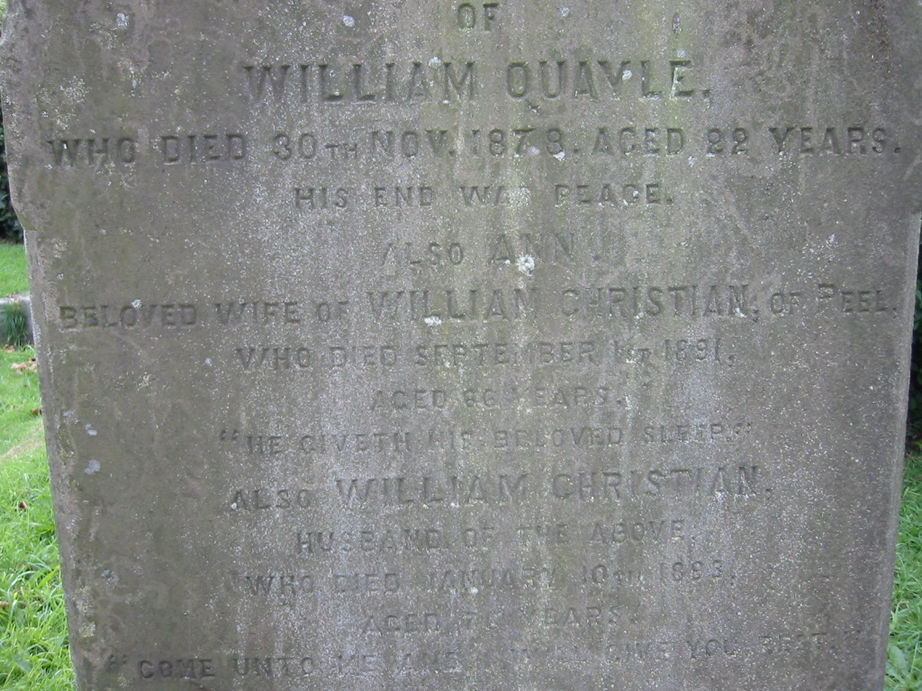 OF
WILLIAM QUAYLE.
WHO DIED 30TH NOV. 1878. AGED 22 YEARS.
HIS END WAS PEACE.
ALSO ANN
BELOVED WIFE OF WILLIAM CHRISTIAN, OF PEEL.
WHO DIED SEPTEMBER 1ST 1891.
AGED YEARS.
"HE GIVETH HIS BELOVED SLEEP."
ALSO WILLIAM CHRISTIAN.
HUSBAND OF THE ABOVE.
WHO DIED JANUARY 10TH 1893.
AGED YEARS.
"COME UNTO ME AND I WILL GIVE YOU REST"